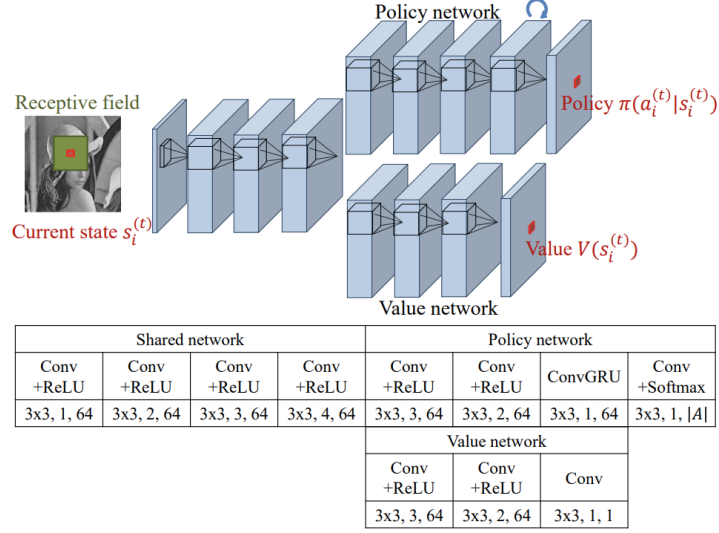 Policy network
Receptive field
Policy π(a_i^(t)|s_i^(t))
Current state s_i^(t)
Value V(s_i^(t))
Value network
Shared network Policy network
Conv +ReLU Conv +ReLU Conv +ReLU Conv +ReLU Conv +ReLU Conv +ReLU ConvGRU Conv +Softmax
3x3, 1, 64 3x3, 2, 64 3x3, 3, 64 3x3, 4, 64 3x3, 3, 64 3x3, 2, 64 3x3, 1, 64 3x3, 1, |A|
Value network
Conv +ReLU Conv +ReLU Conv
3x3, 3, 64 3x3, 2, 64 3x3, 1, 1